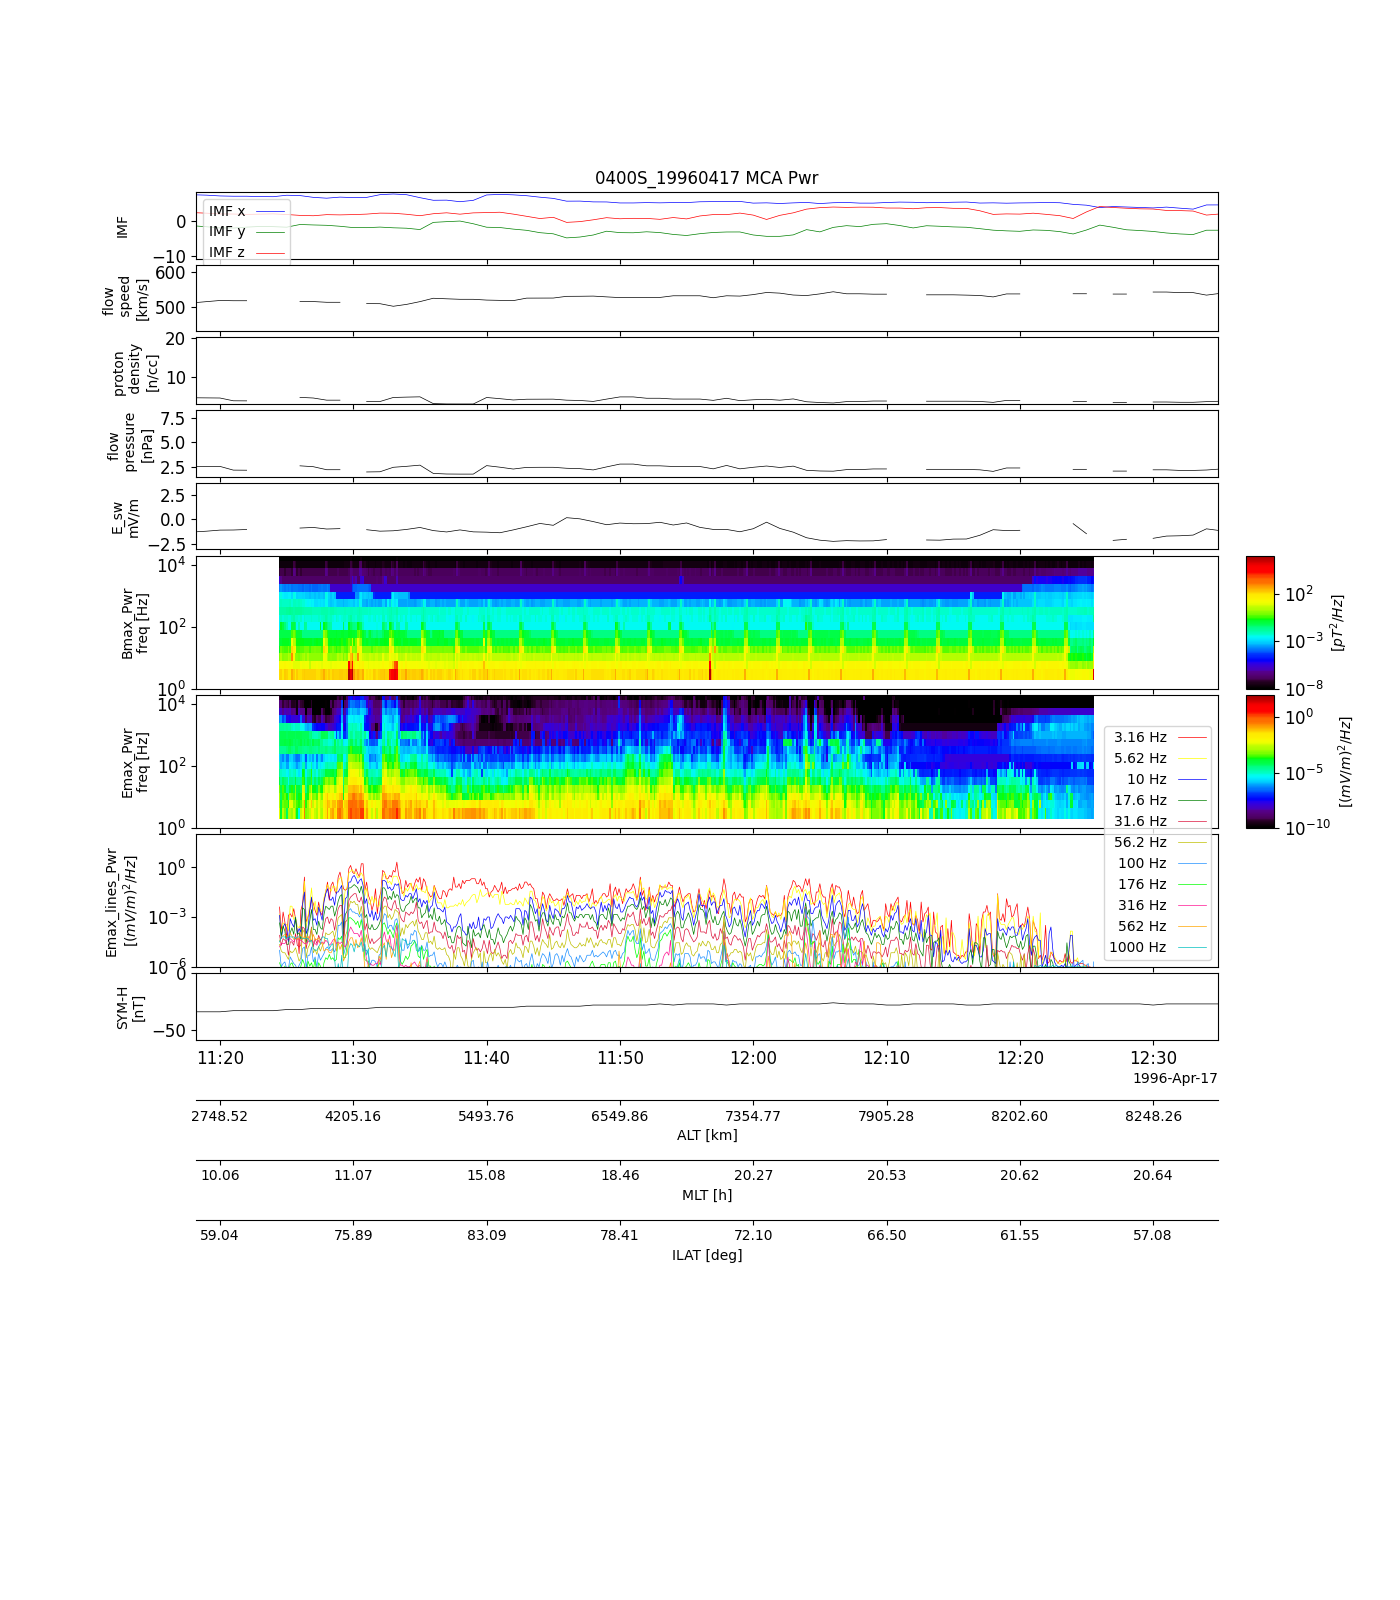 0400S_19960417 MCA Pwr
IMF
0
−10
IMF x
IMF y
IMF z
flow
speed
[km/s]
600
500
proton
density
[n/cc]
20
10
flow
pressure
[nPa]
7.5
5.0
2.5
E_sw
mV/m
2.5
0.0
−2.5
Bmax_Pwr
freq [Hz]
10^4
10^2
10^0
10^2
10^−3
10^−8
[pT^2/Hz]
Emax_Pwr
freq [Hz]
10^4
10^2
10^0
10^0
10^−5
10^−10
[(mV/m)^2/Hz]
3.16 Hz
5.62 Hz
10 Hz
17.6 Hz
31.6 Hz
56.2 Hz
100 Hz
176 Hz
316 Hz
562 Hz
1000 Hz
Emax_lines_Pwr
[(mV/m)^2/Hz]
10^0
10^−3
10^−6
SYM-H
[nT]
0
−50
11:20 11:30 11:40 11:50 12:00 12:10 12:20 12:30
1996-Apr-17
2748.52 4205.16 5493.76 6549.86 7354.77 7905.28 8202.60 8248.26
ALT [km]
10.06 11.07 15.08 18.46 20.27 20.53 20.62 20.64
MLT [h]
59.04 75.89 83.09 78.41 72.10 66.50 61.55 57.08
ILAT [deg]